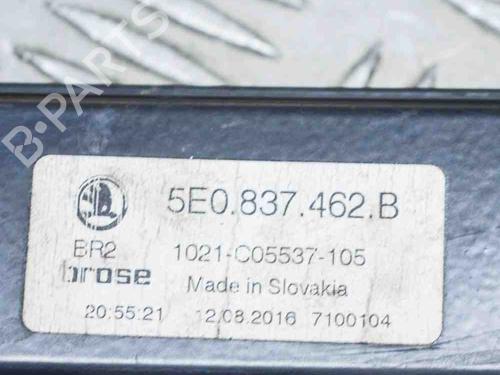 B-PARTS
5E0.837.462.B
BR2 1021-C05537-105
brose Made in Slovakia
20:55:21 12.08.2016 7100104